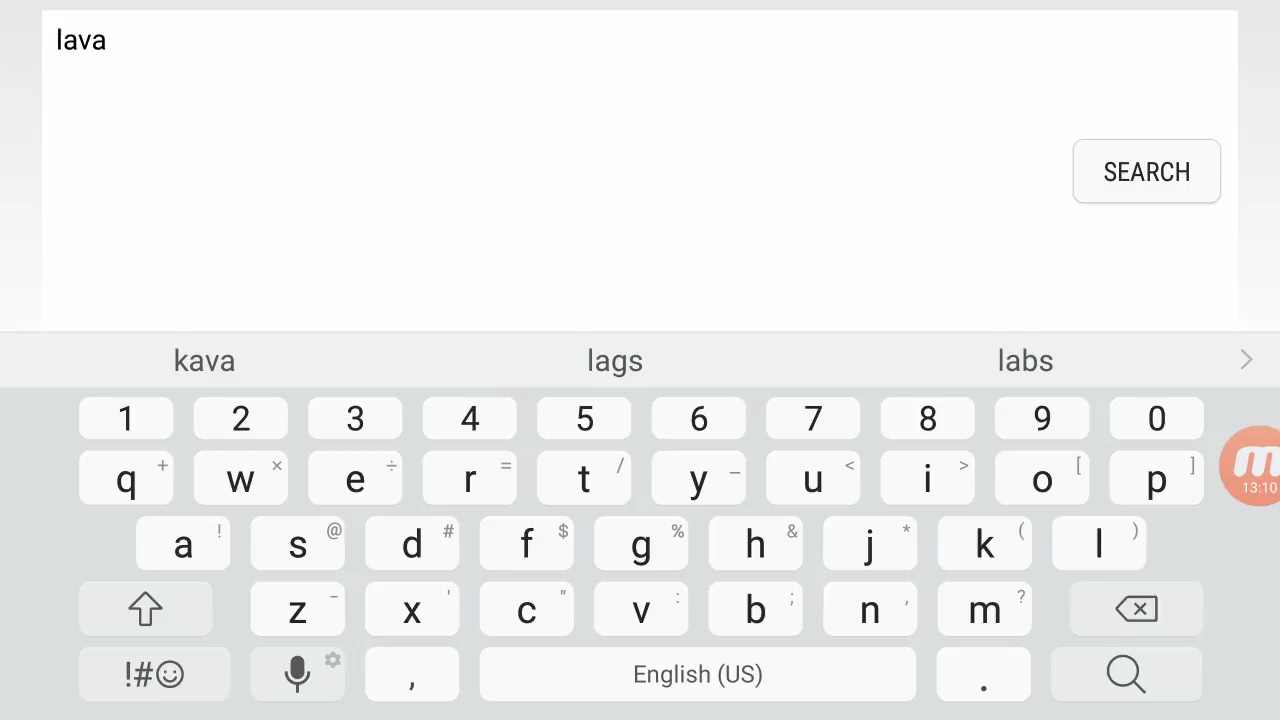 lava
SEARCH
kava lags labs
1 2 3 4 5 6 7 8 9 0
q + w × e ÷ r = t / y _ u < i > o [ p ]
a ! s @ d # f $ g % h & j * k ( l )
z - x ' c " v : b ; n , m ?
!#☺ , English (US) .
m
13:10